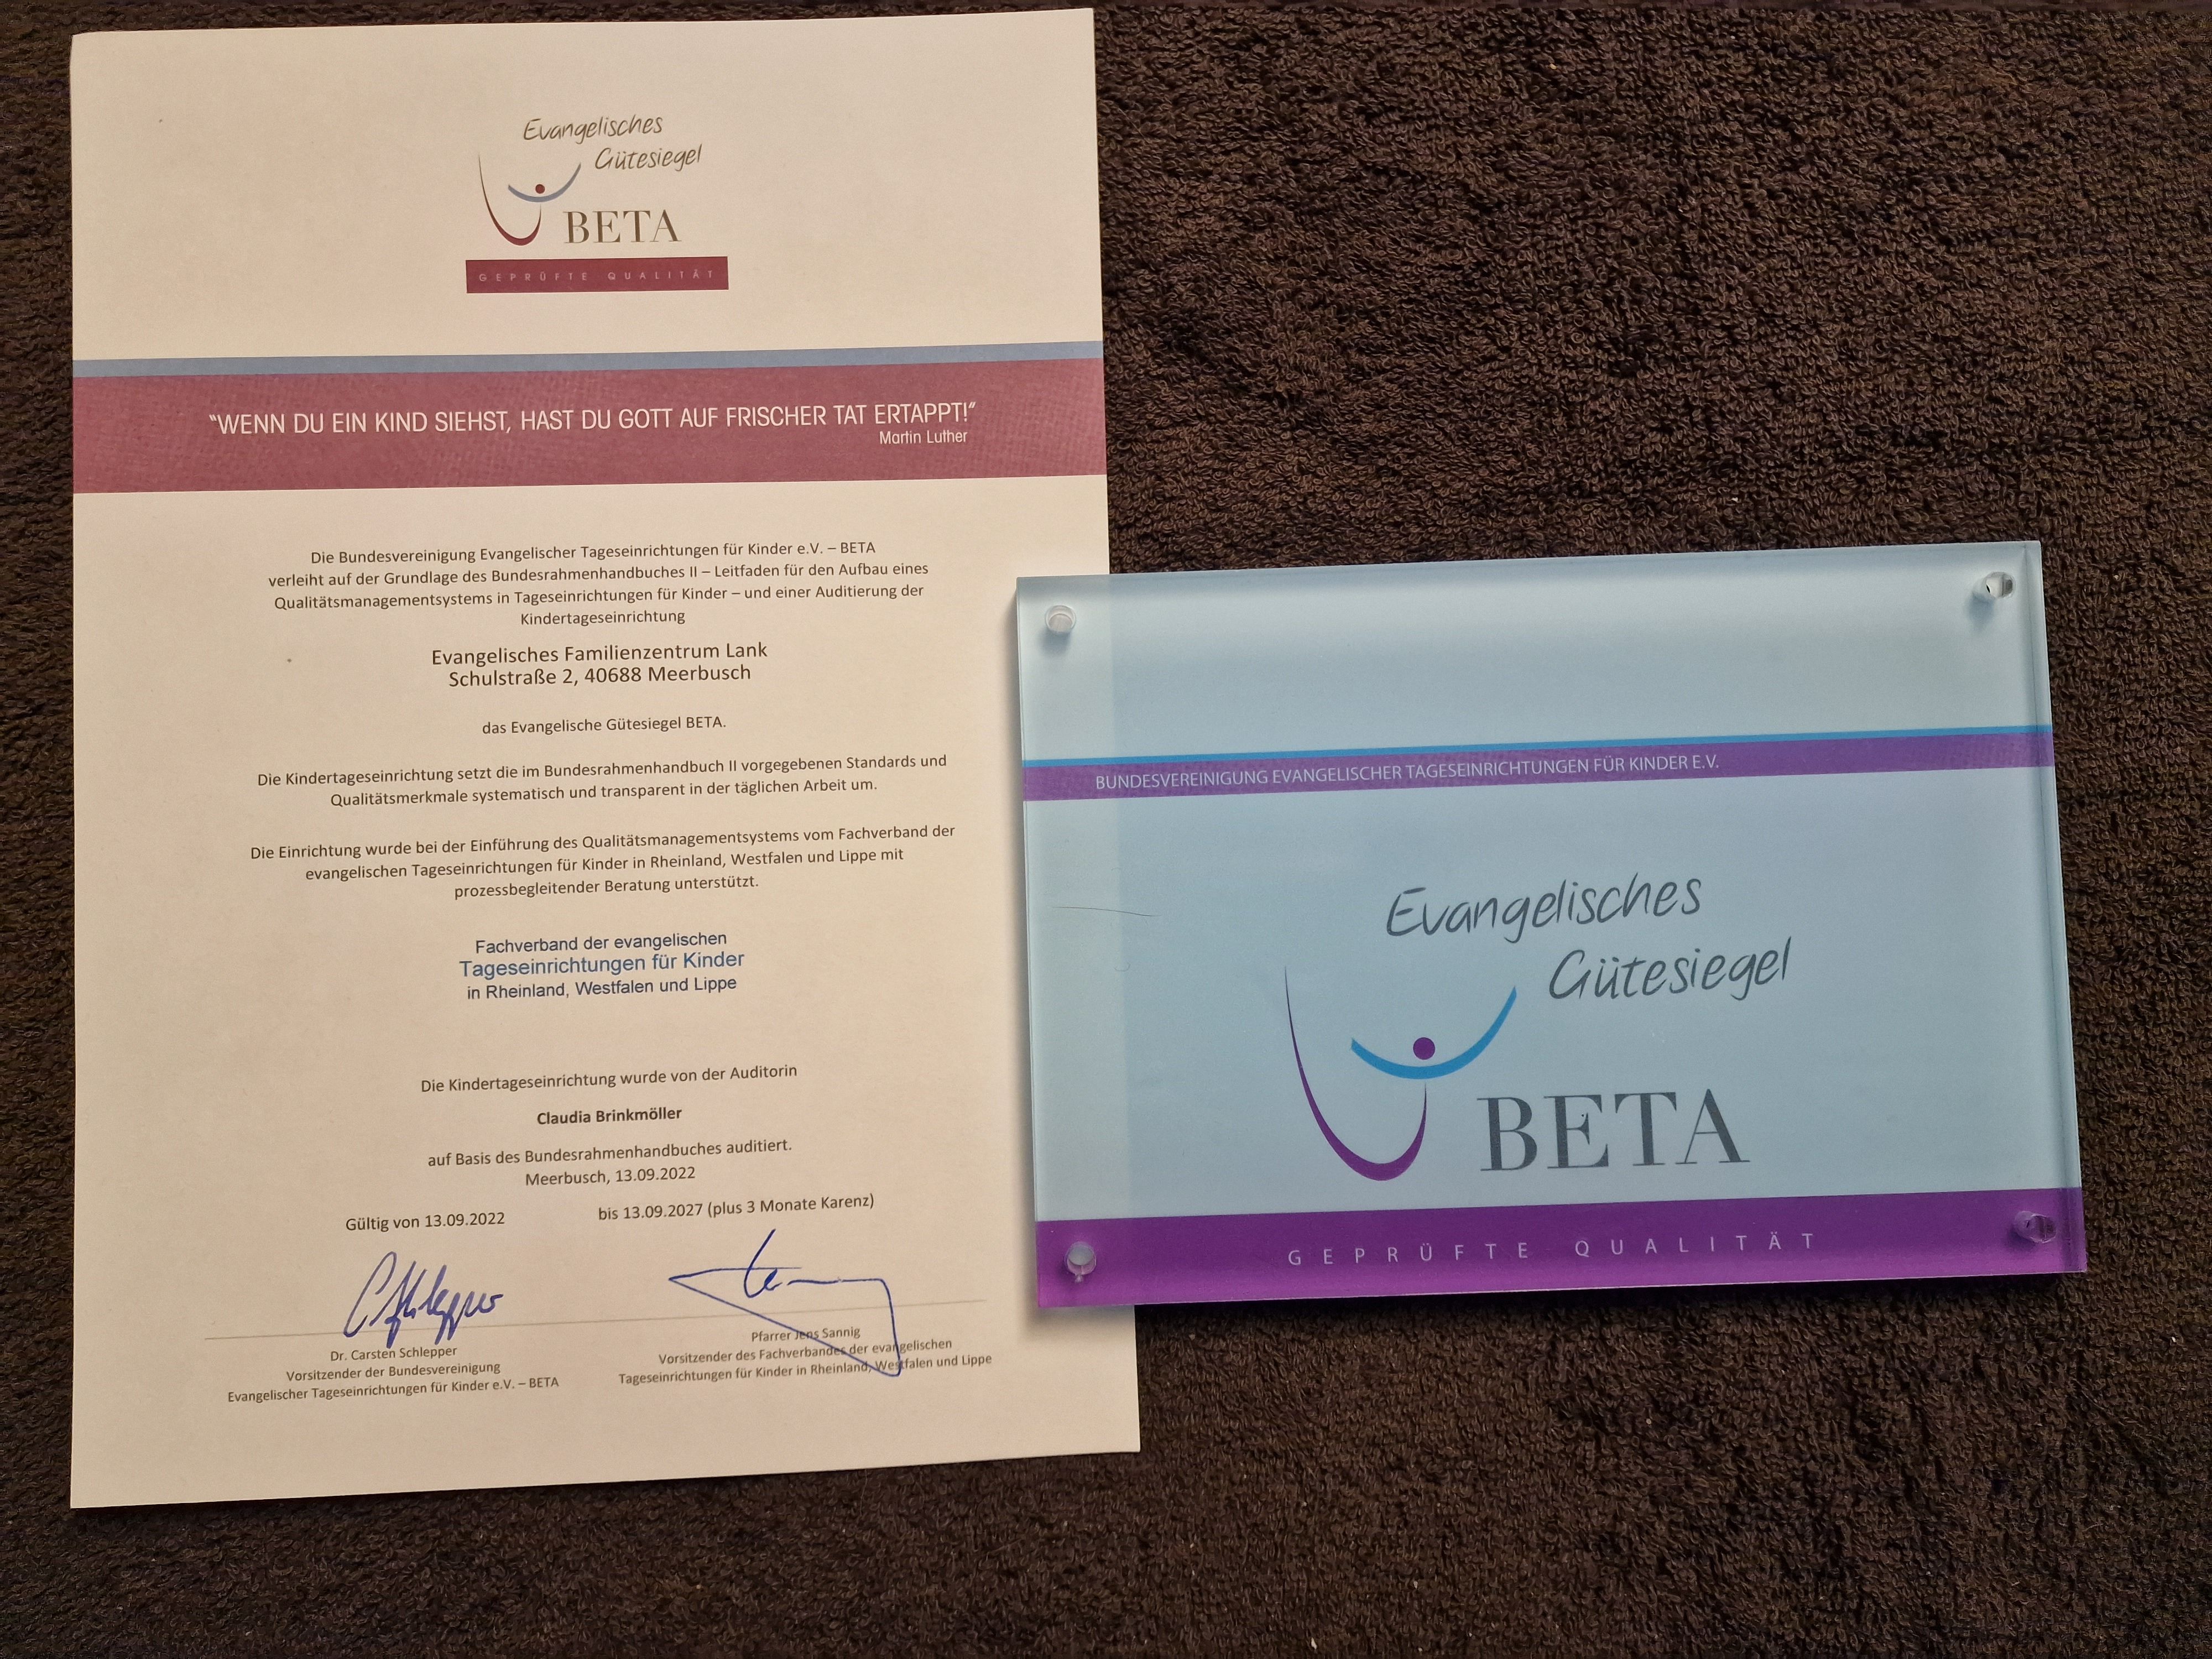 Evangelisches
Gütesiegel
BETA
GEPRÜFTE QUALITÄT
"WENN DU EIN KIND SIEHST, HAST DU GOTT AUF FRISCHER TAT ERTAPPT!"
Martin Luther
Die Bundesvereinigung Evangelischer Tageseinrichtungen für Kinder e.V. – BETA
verleiht auf der Grundlage des Bundesrahmenhandbuches II – Leitfaden für den Aufbau eines
Qualitätsmanagementsystems in Tageseinrichtungen für Kinder – und einer Auditierung der
Kindertageseinrichtung
Evangelisches Familienzentrum Lank
Schulstraße 2, 40688 Meerbusch
das Evangelische Gütesiegel BETA.
Die Kindertageseinrichtung setzt die im Bundesrahmenhandbuch II vorgegebenen Standards und
Qualitätsmerkmale systematisch und transparent in der täglichen Arbeit um.
Die Einrichtung wurde bei der Einführung des Qualitätsmanagementsystems vom Fachverband der
evangelischen Tageseinrichtungen für Kinder in Rheinland, Westfalen und Lippe mit
prozessbegleitender Beratung unterstützt.
Fachverband der evangelischen
Tageseinrichtungen für Kinder
in Rheinland, Westfalen und Lippe
Die Kindertageseinrichtung wurde von der Auditorin
Claudia Brinkmöller
auf Basis des Bundesrahmenhandbuches auditiert.
Meerbusch, 13.09.2022
Gültig von 13.09.2022 bis 13.09.2027 (plus 3 Monate Karenz)
Dr. Carsten Schlepper
Vorsitzender der Bundesvereinigung
Evangelischer Tageseinrichtungen für Kinder e.V. – BETA
Pfarrer Jens Sannig
Vorsitzender des Fachverbandes der evangelischen
Tageseinrichtungen für Kinder in Rheinland, Westfalen und Lippe
BUNDESVEREINIGUNG EVANGELISCHER TAGESEINRICHTUNGEN FÜR KINDER E.V.
Evangelisches
Gütesiegel
BETA
GEPRÜFTE QUALITÄT